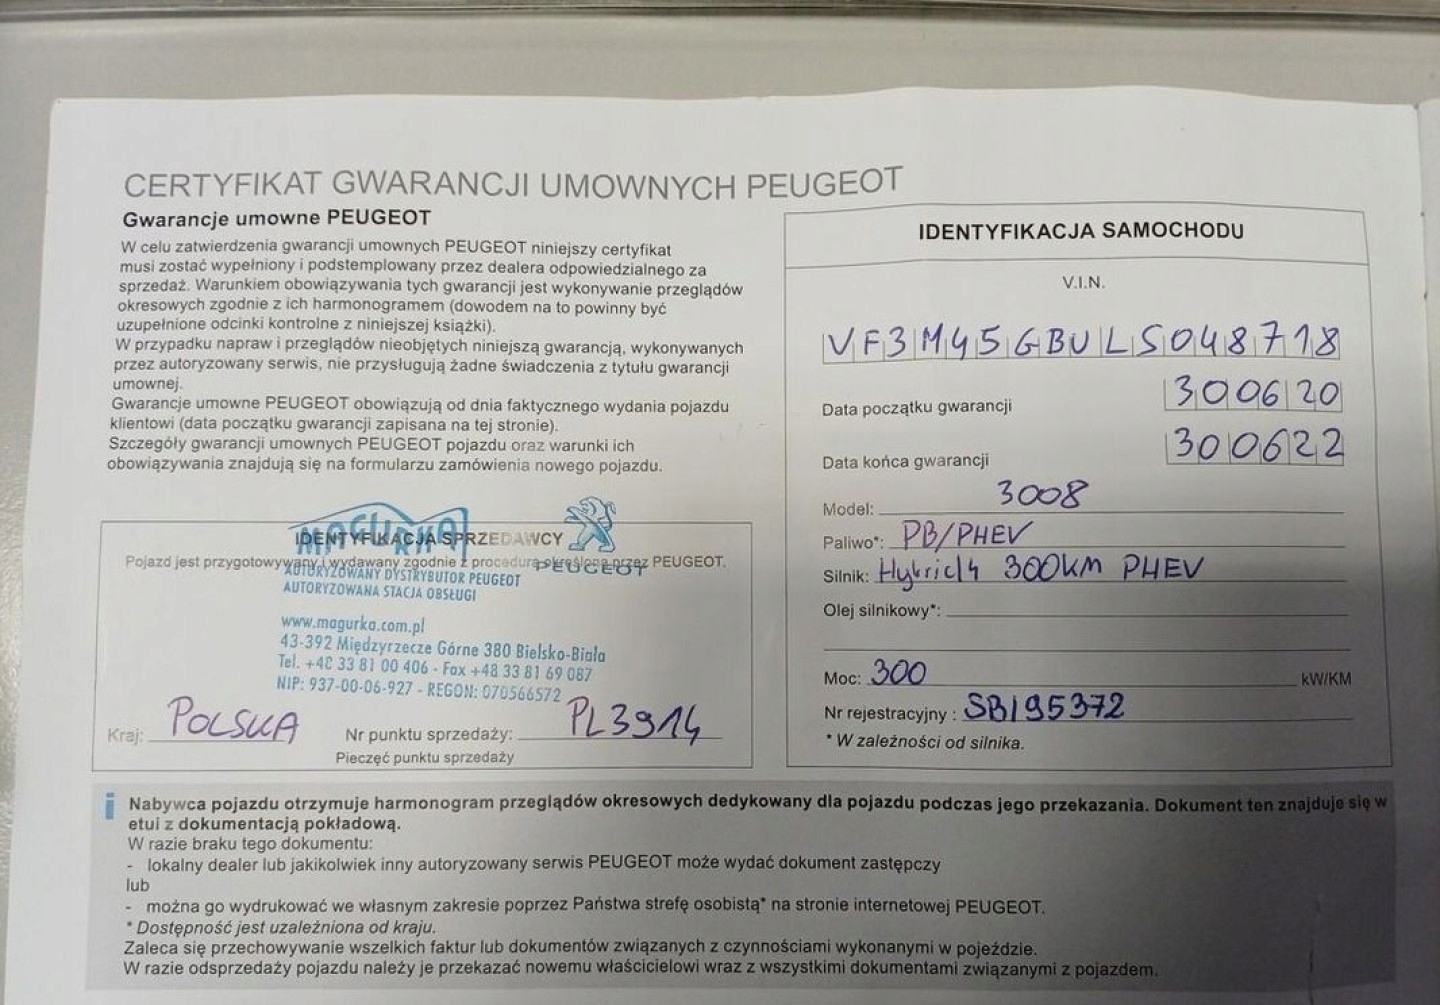 CERTYFIKAT GWARANCJI UMOWNYCH PEUGEOT
Gwarancje umowne PEUGEOT
W celu zatwierdzenia gwarancji umownych PEUGEOT niniejszy certyfikat
musi zostać wypełniony i podstemplowany przez dealera odpowiedzialnego za
sprzedaż. Warunkiem obowiązywania tych gwarancji jest wykonywanie przeglądów
okresowych zgodnie z ich harmonogramem (dowodem na to powinny być
uzupełnione odcinki kontrolne z niniejszej książki).
W przypadku napraw i przeglądów nieobjętych niniejszą gwarancją, wykonywanych
przez autoryzowany serwis, nie przysługują żadne świadczenia z tytułu gwarancji
umownej.
Gwarancje umowne PEUGEOT obowiązują od dnia faktycznego wydania pojazdu
klientowi (data początku gwarancji zapisana na tej stronie).
Szczegóły gwarancji umownych PEUGEOT pojazdu oraz warunki ich
obowiązywania znajdują się na formularzu zamówienia nowego pojazdu.
MAGURKA
IDENTYFIKACJA SPRZEDAWCY
Pojazd jest przygotowywany i wydawany zgodnie z procedurą określoną przez PEUGEOT.
PEUGEOT
AUTORYZOWANY DYSTRYBUTOR PEUGEOT
AUTORYZOWANA STACJA OBSŁUGI
www.magurka.com.pl
43-392 Międzyrzecze Górne 380 Bielsko-Biała
Tel. +48 33 81 00 406 - Fax +48 33 81 69 087
NIP: 937-00-06-927 - REGON: 070566572
Kraj: POLSKA Nr punktu sprzedaży: PL3914
Pieczęć punktu sprzedaży
IDENTYFIKACJA SAMOCHODU
V.I.N.
VF3M45GBULS048718
Data początku gwarancji 300620
Data końca gwarancji 300622
Model: 3008
Paliwo*: PB/PHEV
Silnik: Hybrid4 300KM PHEV
Olej silnikowy*:
Moc: 300 kW/KM
Nr rejestracyjny : SBI95372
* W zależności od silnika.
i Nabywca pojazdu otrzymuje harmonogram przeglądów okresowych dedykowany dla pojazdu podczas jego przekazania. Dokument ten znajduje się w
etui z dokumentacją pokładową.
W razie braku tego dokumentu:
- lokalny dealer lub jakikolwiek inny autoryzowany serwis PEUGEOT może wydać dokument zastępczy
lub
- można go wydrukować we własnym zakresie poprzez Państwa strefę osobistą* na stronie internetowej PEUGEOT.
* Dostępność jest uzależniona od kraju.
Zaleca się przechowywanie wszelkich faktur lub dokumentów związanych z czynnościami wykonanymi w pojeździe.
W razie odsprzedaży pojazdu należy je przekazać nowemu właścicielowi wraz z wszystkimi dokumentami związanymi z pojazdem.